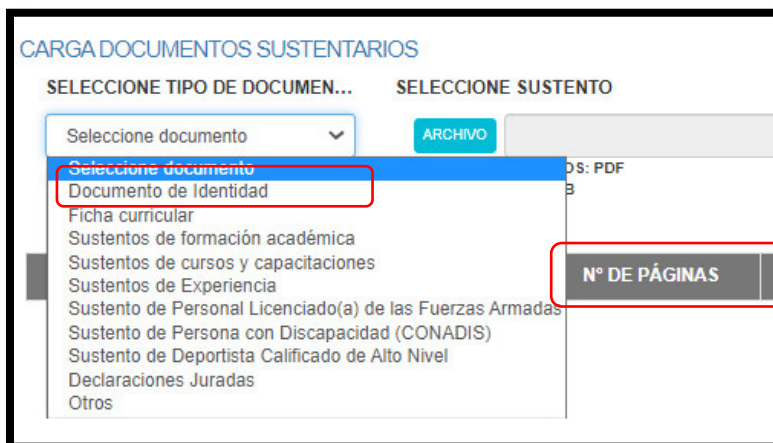 CARGA DOCUMENTOS SUSTENTARIOS
SELECCIONE TIPO DE DOCUMEN... SELECCIONE SUSTENTO
Seleccione documento ARCHIVO
Seleccione documento
OS: PDF
Documento de Identidad
B
Ficha curricular
Sustentos de formación académica
Sustentos de cursos y capacitaciones
Nº DE PÁGINAS
Sustentos de Experiencia
Sustento de Personal Licenciado(a) de las Fuerzas Armadas
Sustento de Persona con Discapacidad (CONADIS)
Sustento de Deportista Calificado de Alto Nivel
Declaraciones Juradas
Otros